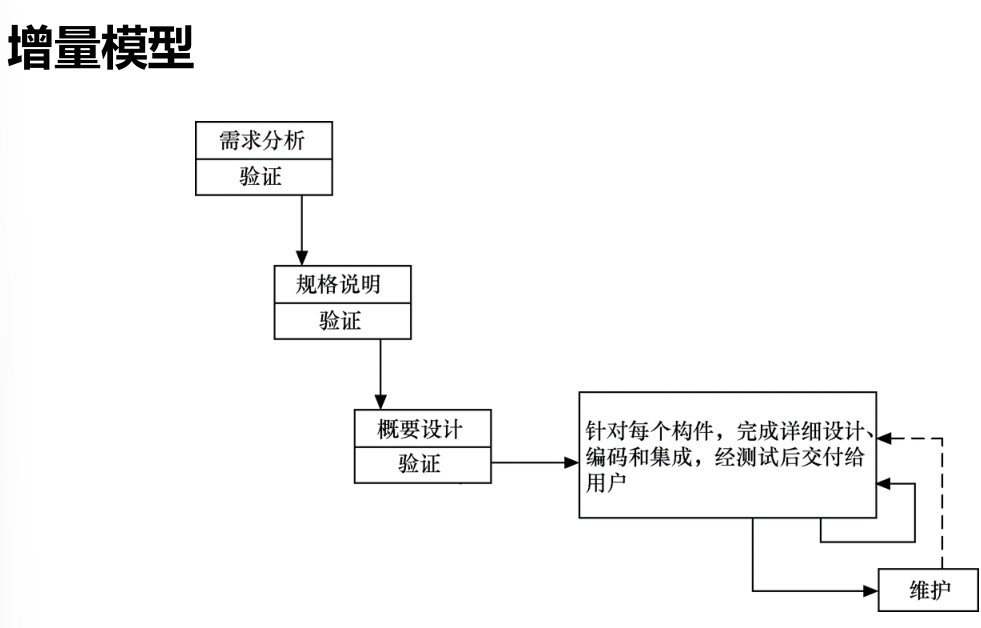 增量模型
需求分析
验证
规格说明
验证
概要设计
验证
针对每个构件，完成详细设计、
编码和集成，经测试后交付给
用户
维护